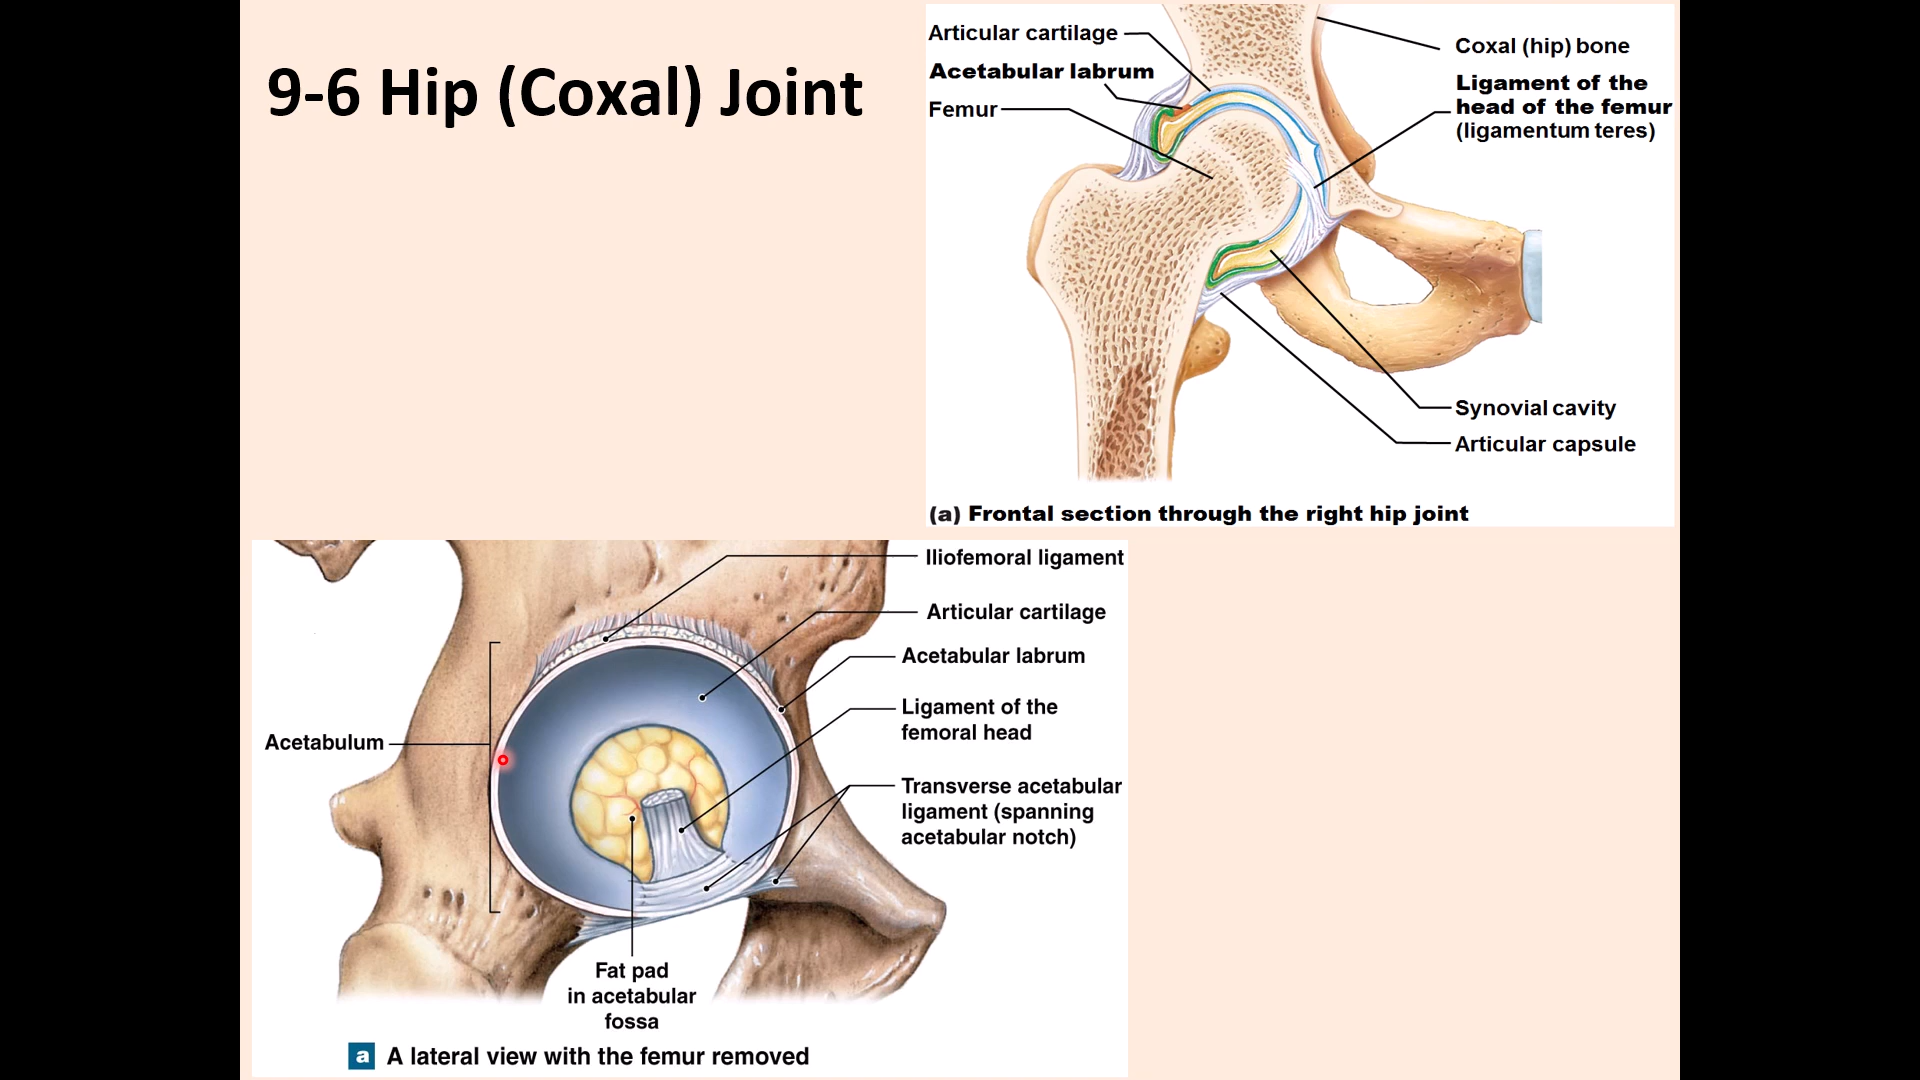 9-6 Hip (Coxal) Joint
Articular cartilage
Acetabular labrum
Femur
Coxal (hip) bone
Ligament of the
head of the femur
(ligamentum teres)
Synovial cavity
Articular capsule
(a) Frontal section through the right hip joint
Iliofemoral ligament
Articular cartilage
Acetabular labrum
Ligament of the
femoral head
Acetabulum
Transverse acetabular
ligament (spanning
acetabular notch)
Fat pad
in acetabular
fossa
a A lateral view with the femur removed